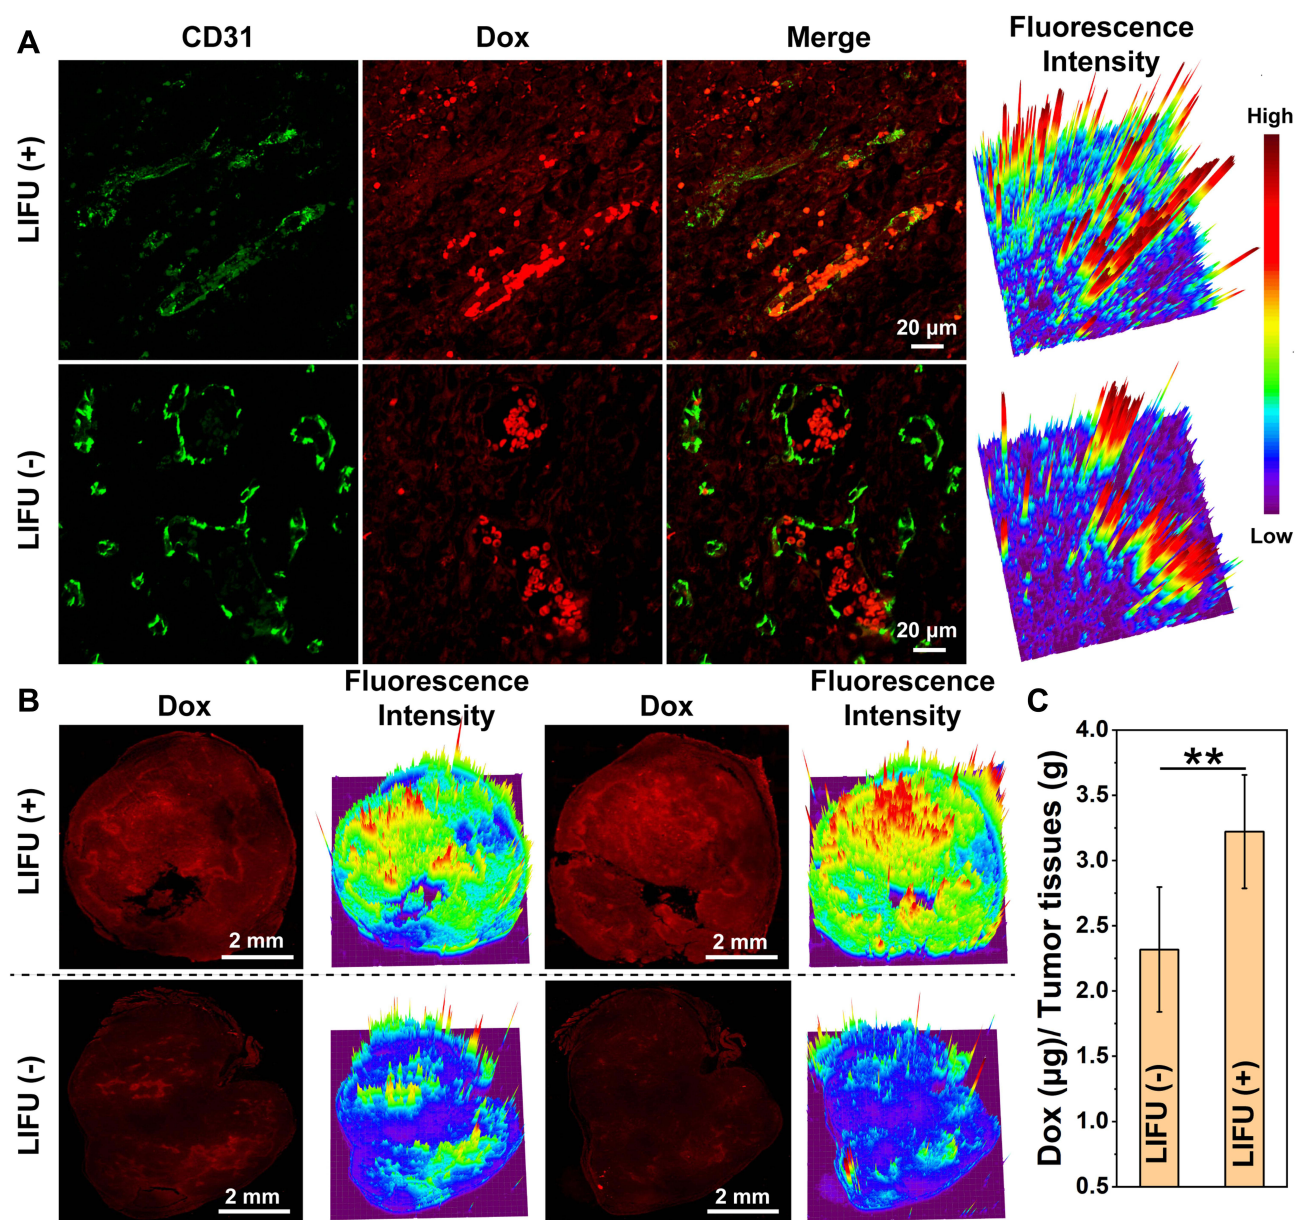 A
CD31
Dox
Merge
Fluorescence
Intensity
LIFU (+)
20 µm
High
LIFU (-)
20 µm
Low
B
Dox
Fluorescence
Intensity
Dox
Fluorescence
Intensity
LIFU (+)
2 mm
2 mm
LIFU (-)
2 mm
2 mm
C
Dox (µg)/ Tumor tissues (g)
4.0
3.5
3.0
2.5
2.0
1.5
1.0
0.5
**
LIFU (-)
LIFU (+)